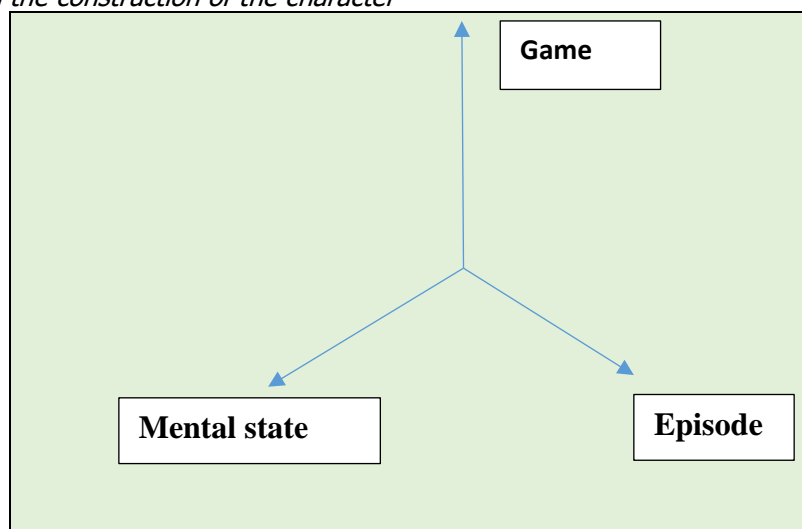 the construction of the character
Game
Mental state
Episode